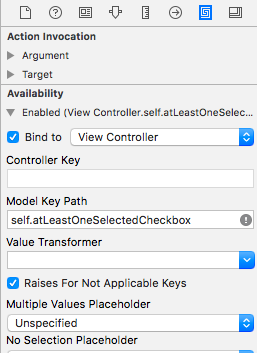 Action Invocation
Argument
Target
Availability
Enabled (View Controller.self.atLeastOneSelec...
Bind to View Controller
Controller Key
Model Key Path
self.atLeastOneSelectedCheckbox
Value Transformer
Raises For Not Applicable Keys
Multiple Values Placeholder
Unspecified
No Selection Placeholder